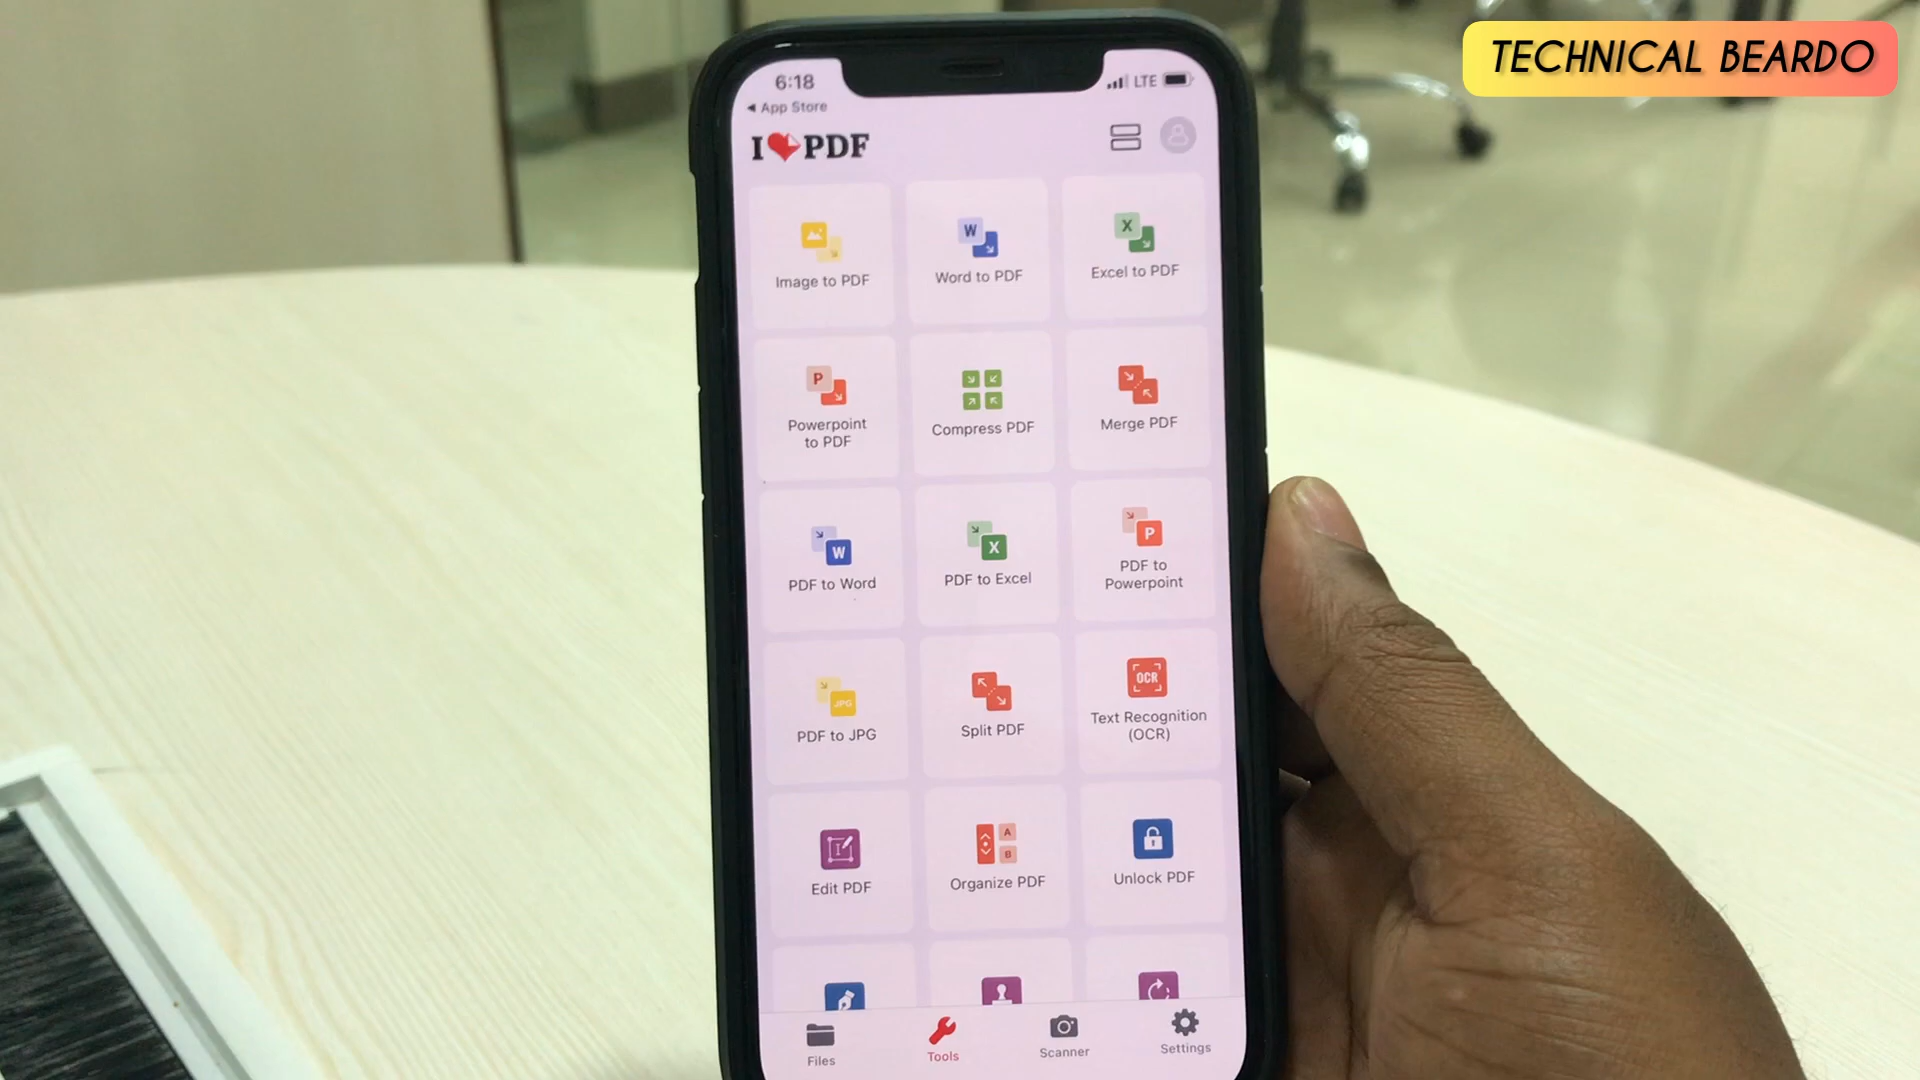 TECHNICAL BEARDO
6:18
LTE
◀ App Store
I❤PDF
Image to PDF
Word to PDF
Excel to PDF
Powerpoint
to PDF
Compress PDF
Merge PDF
PDF to Word
PDF to Excel
PDF to
Powerpoint
PDF to JPG
Split PDF
Text Recognition
(OCR)
Edit PDF
Organize PDF
Unlock PDF
Files
Tools
Scanner
Settings
W
X
P
W
X
P
JPG
OCR
A
B